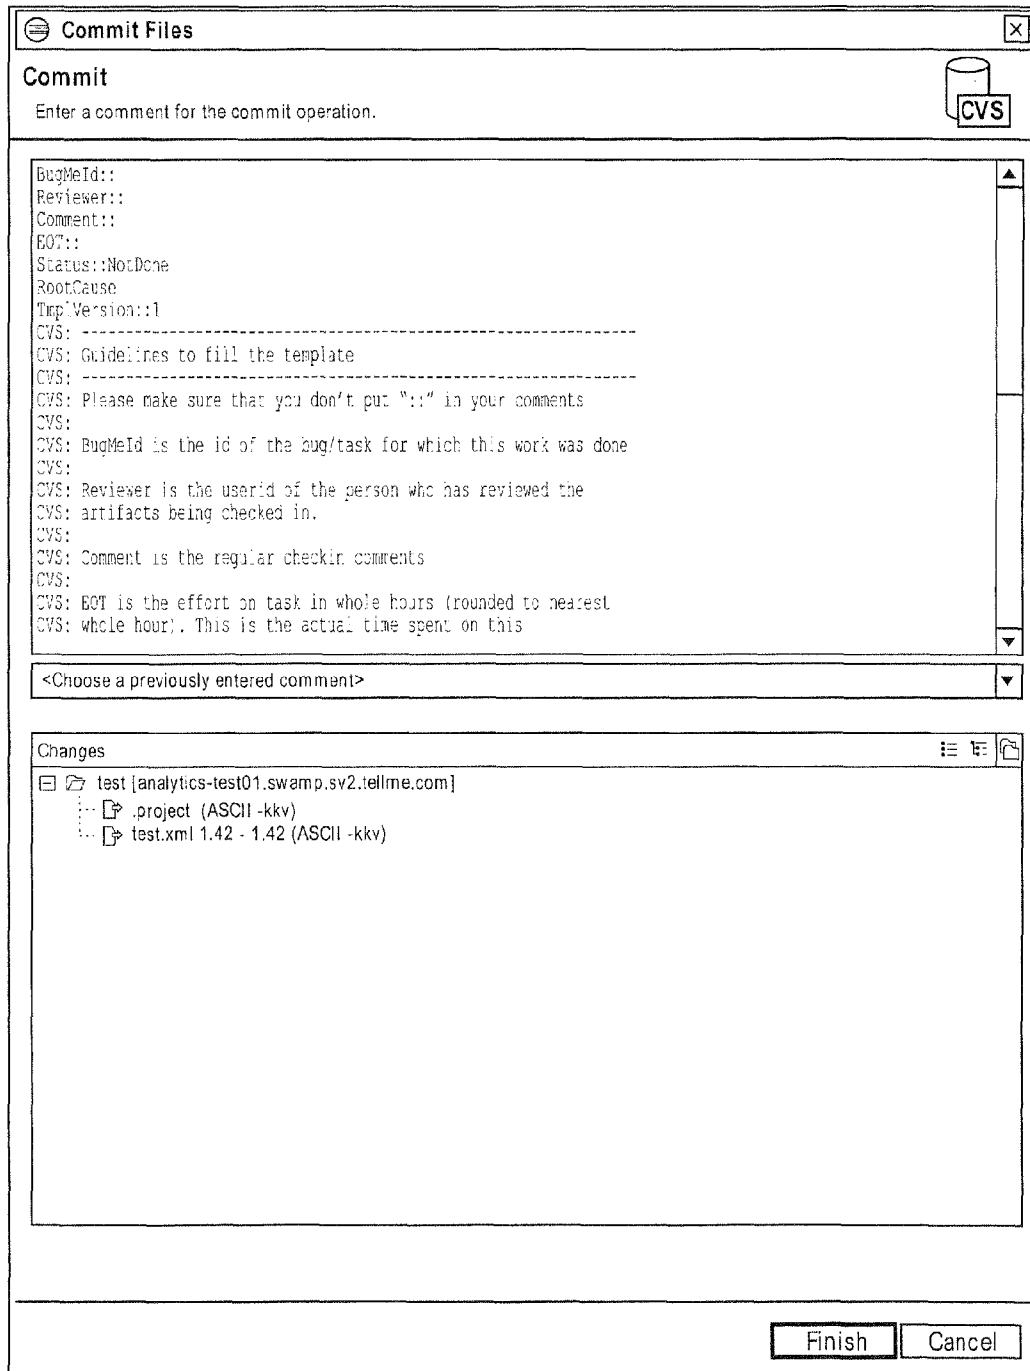 Commit Files
Commit
Enter a comment for the commit operation.
CVS
BugMeId::
Reviewer::
Comment::
EOT::
Status::NotDone
RootCause
TmplVersion::1
CVS: ----------------------------------------------------------------
CVS: Guidelines to fill the template
CVS: ----------------------------------------------------------------
CVS: Please make sure that you don't put "::" in your comments
CVS:
CVS: BugMeId is the id of the bug/task for which this work was done
CVS:
CVS: Reviewer is the userid of the person who has reviewed the
CVS: artifacts being checked in.
CVS:
CVS: Comment is the regular checkin comments
CVS:
CVS: EOT is the effort on task in whole hours (rounded to nearest
CVS: whole hour). This is the actual time spent on this
<Choose a previously entered comment>
Changes
test [analytics-test01.swamp.sv2.tellme.com]
.project (ASCII -kkv)
test.xml 1.42 - 1.42 (ASCII -kkv)
Finish
Cancel